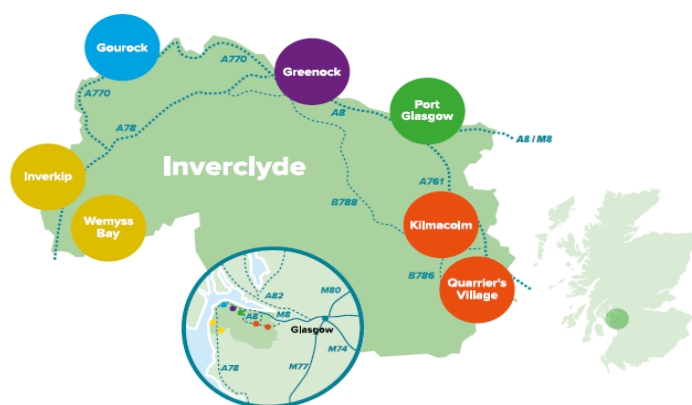 Gourock
A770
Greenock
A770
A8
Port
Glasgow
A78
A8 / M8
Inverclyde
Inverkip
A761
B788
Wemyss
Bay
Kilmacolm
B786
Quarrier's
Village
A82
M80
M8
A8
Glasgow
M74
M77
A78